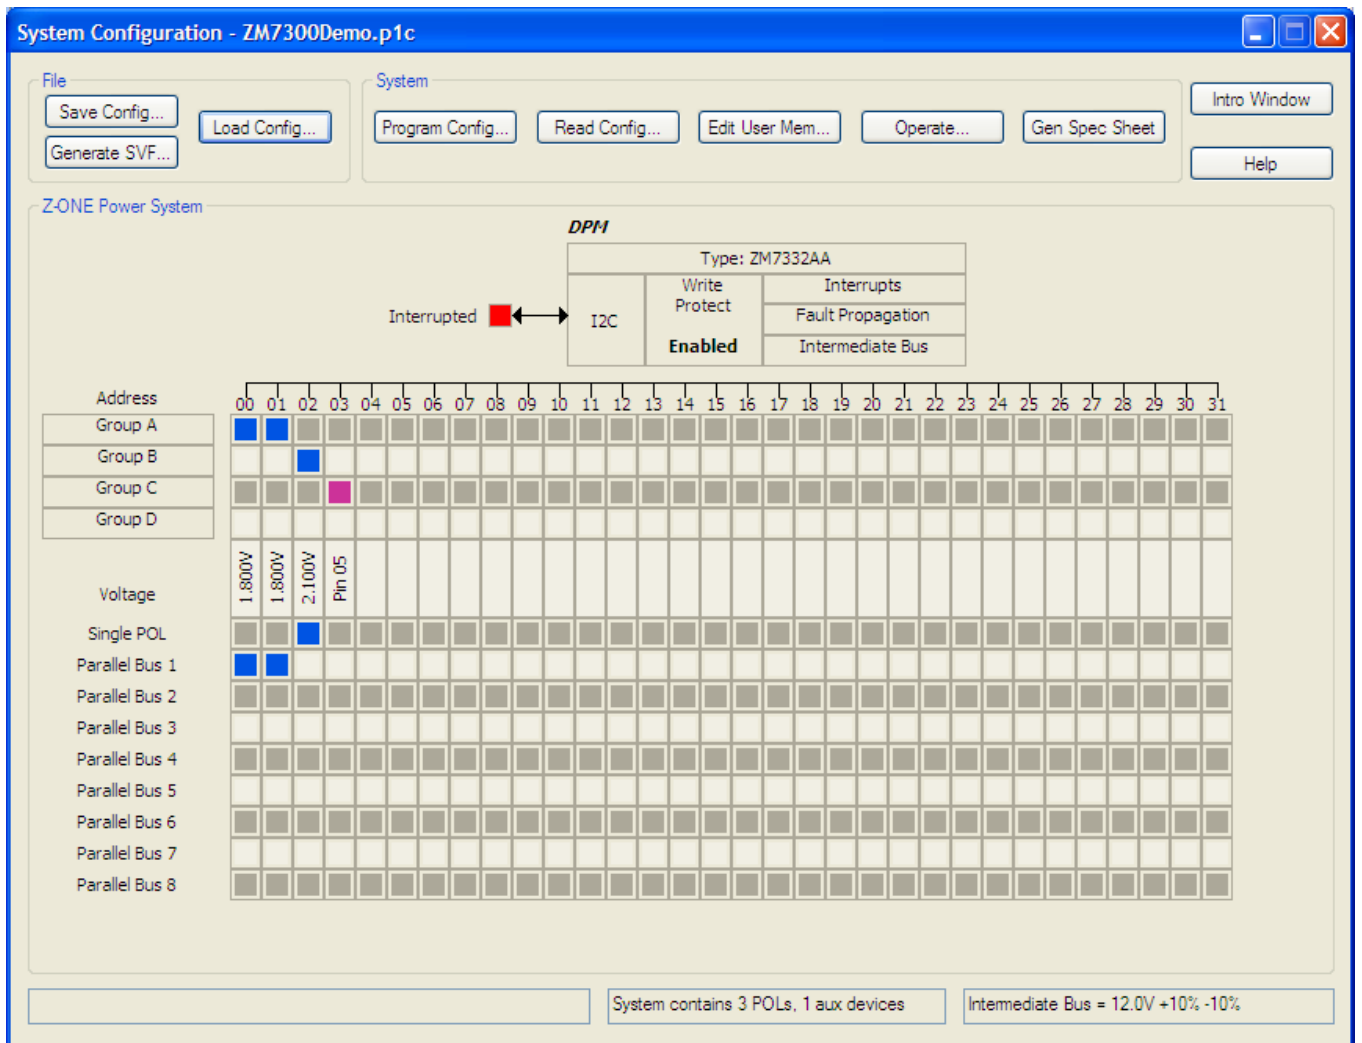 System Configuration - ZM7300Demo.p1c
File
System
Save Config...
Load Config...
Generate SVF...
Program Config...
Read Config...
Edit User Mem...
Operate...
Gen Spec Sheet
Intro Window
Help
Z-ONE Power System
DPM
Type: ZM7332AA
Interrupted
I2C
Write
Protect
Enabled
Interrupts
Fault Propagation
Intermediate Bus
Address
00 01 02 03 04 05 06 07 08 09 10 11 12 13 14 15 16 17 18 19 20 21 22 23 24 25 26 27 28 29 30 31
Group A
Group B
Group C
Group D
Voltage
1.800V
1.800V
2.100V
Pin 05
Single POL
Parallel Bus 1
Parallel Bus 2
Parallel Bus 3
Parallel Bus 4
Parallel Bus 5
Parallel Bus 6
Parallel Bus 7
Parallel Bus 8
System contains 3 POLs, 1 aux devices
Intermediate Bus = 12.0V +10% -10%